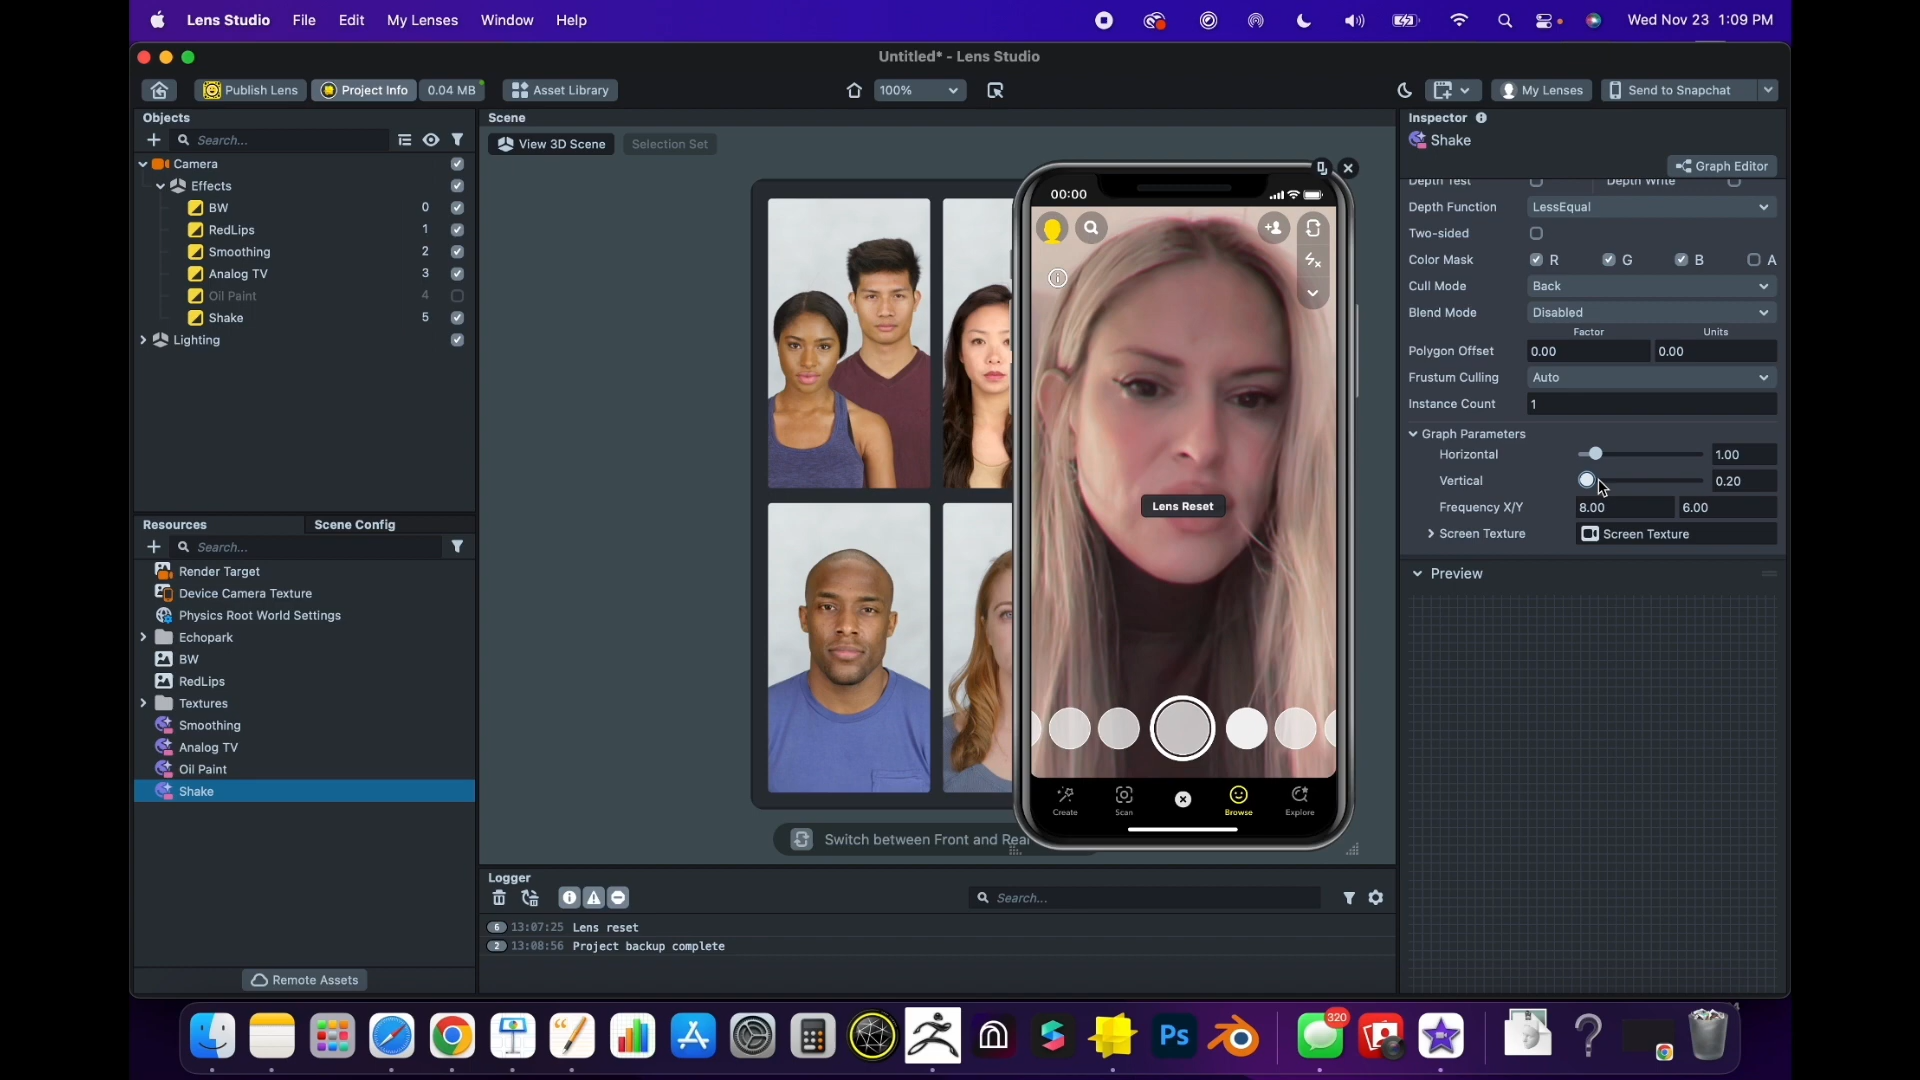 Lens Studio File Edit My Lenses Window Help Wed Nov 23 1:09 PM
Untitled* - Lens Studio
Publish Lens Project Info 0.04 MB Asset Library 100% My Lenses Send to Snapchat
Objects
Search...
Camera
Effects
BW 0
RedLips 1
Smoothing 2
Analog TV 3
Oil Paint 4
Shake 5
Lighting
Resources Scene Config
Search...
Render Target
Device Camera Texture
Physics Root World Settings
Echopark
BW
RedLips
Textures
Smoothing
Analog TV
Oil Paint
Shake
Remote Assets
Scene
View 3D Scene Selection Set
00:00
Lens Reset
Create Scan Browse Explore
Switch between Front and Rear
Logger
Search...
6 13:07:25 Lens reset
2 13:08:56 Project backup complete
Inspector
Shake
Graph Editor
Depth Test Depth Write
Depth Function LessEqual
Two-sided
Color Mask R G B A
Cull Mode Back
Blend Mode Disabled
Factor Units
Polygon Offset 0.00 0.00
Frustum Culling Auto
Instance Count 1
Graph Parameters
Horizontal 1.00
Vertical 0.20
Frequency X/Y 8.00 6.00
Screen Texture Screen Texture
Preview
320
Ps